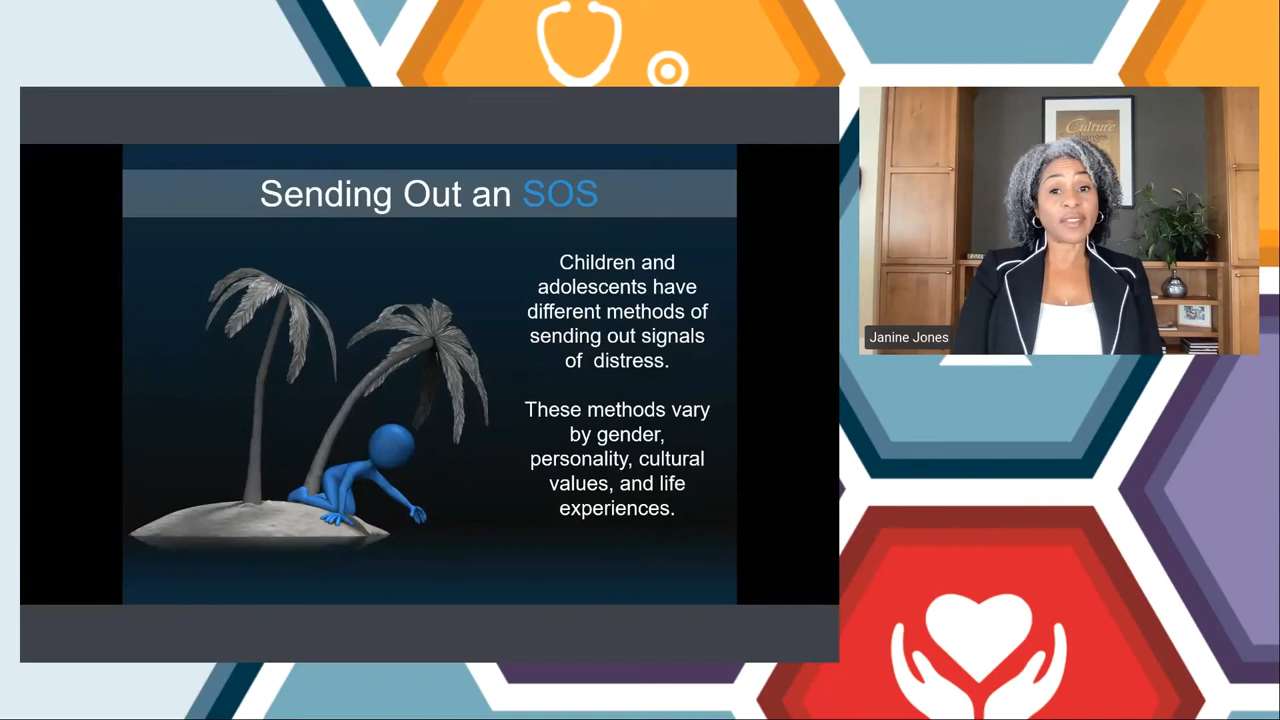 Sending Out an SOS
Children and
adolescents have
different methods of
sending out signals
of distress.
These methods vary
by gender,
personality, cultural
values, and life
experiences.
Culture
Janine Jones